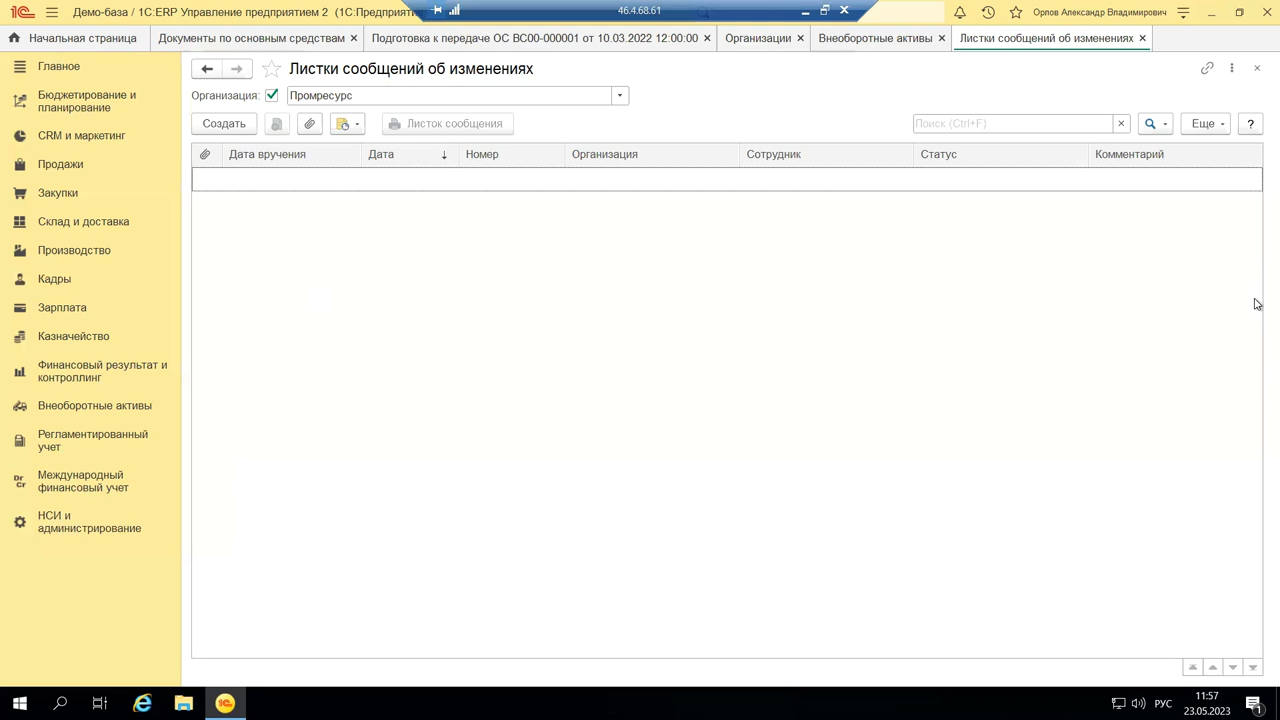 Демо-база / 1С:ERP Управление предприятием 2 (1С:Предприятие
46.4.68.61
Орлов Александр Владимирович
Начальная страница
Документы по основным средствам
Подготовка к передаче ОС ВС00-000001 от 10.03.2022 12:00:00
Организации
Внеоборотные активы
Листки сообщений об изменениях
Главное
Бюджетирование и
планирование
CRM и маркетинг
Продажи
Закупки
Склад и доставка
Производство
Кадры
Зарплата
Казначейство
Финансовый результат и
контроллинг
Внеоборотные активы
Регламентированный
учет
Международный
финансовый учет
НСИ и
администрирование
Листки сообщений об изменениях
Организация:
Промресурс
Создать
Листок сообщения
Поиск (Ctrl+F)
Еще
?
Дата вручения
Дата
Номер
Организация
Сотрудник
Статус
Комментарий
РУС
11:57
23.05.2023
1